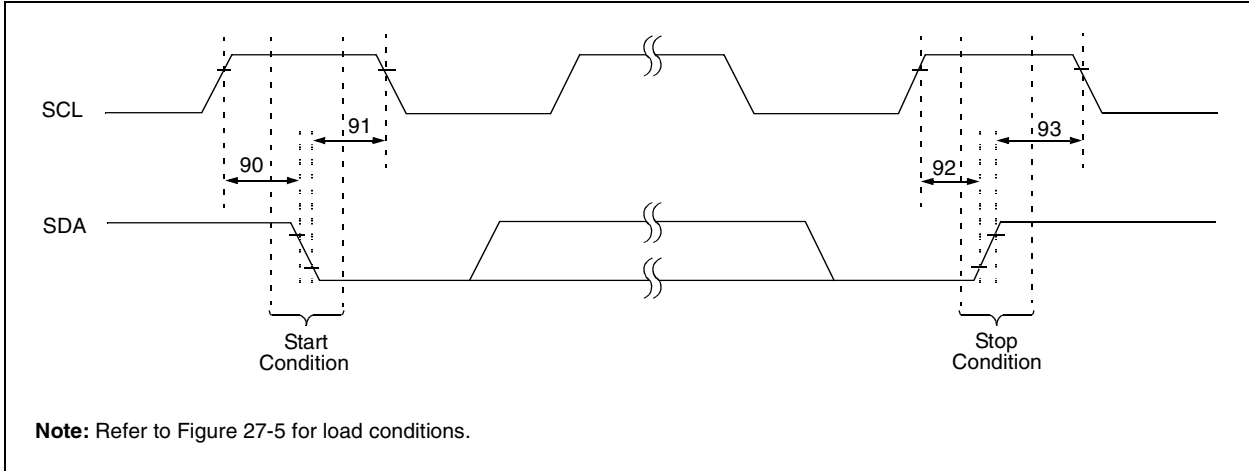 SCL
91
93
90
92
SDA
Start
Condition
Stop
Condition
Note: Refer to Figure 27-5 for load conditions.